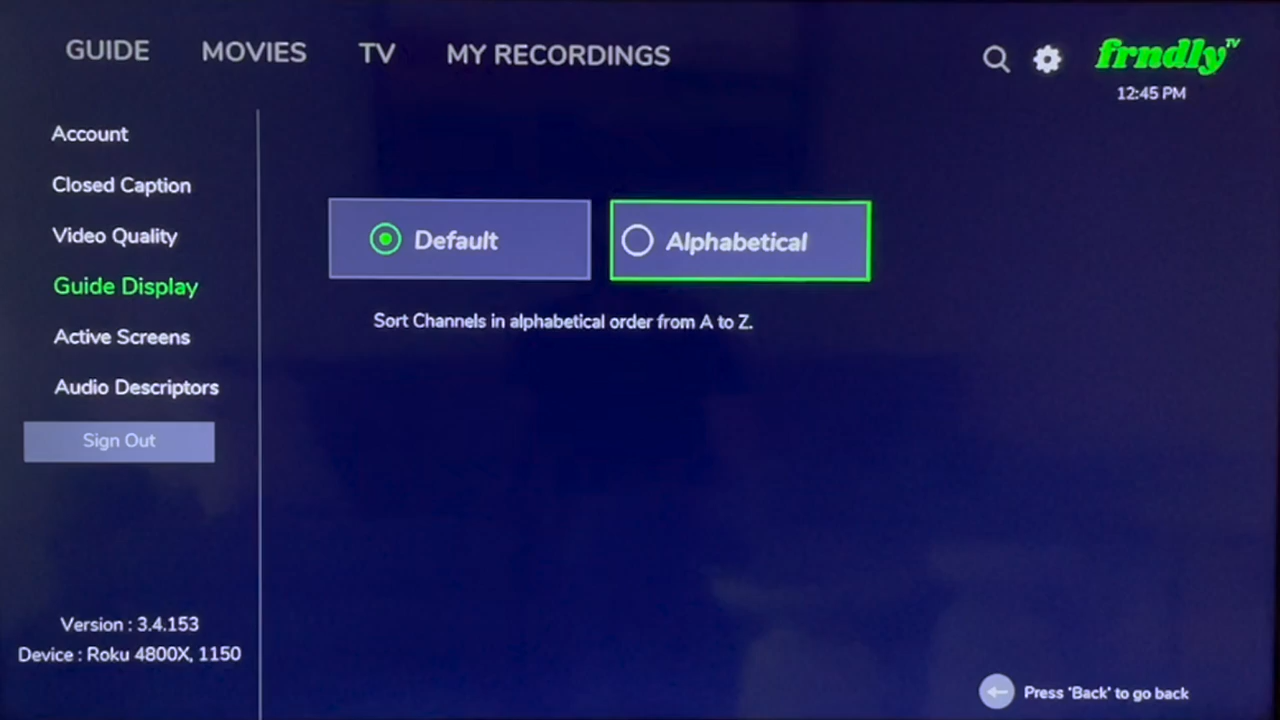 GUIDE MOVIES TV MY RECORDINGS
frndly TV
12:45 PM
Account
Closed Caption
Video Quality
Guide Display
Active Screens
Audio Descriptors
Sign Out
Default
Alphabetical
Sort Channels in alphabetical order from A to Z.
Version : 3.4.153
Device : Roku 4800X, 1150
Press 'Back' to go back